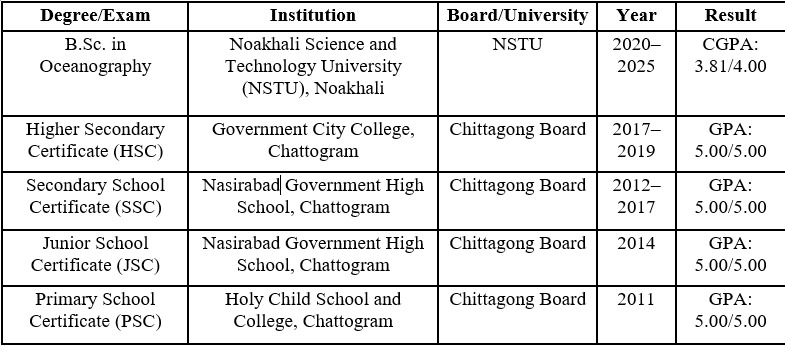 Degree/Exam Institution Board/University Year Result
B.Sc. in Oceanography Noakhali Science and Technology University (NSTU), Noakhali NSTU 2020–2025 CGPA: 3.81/4.00
Higher Secondary Certificate (HSC) Government City College, Chattogram Chittagong Board 2017–2019 GPA: 5.00/5.00
Secondary School Certificate (SSC) Nasirabad Government High School, Chattogram Chittagong Board 2012–2017 GPA: 5.00/5.00
Junior School Certificate (JSC) Nasirabad Government High School, Chattogram Chittagong Board 2014 GPA: 5.00/5.00
Primary School Certificate (PSC) Holy Child School and College, Chattogram Chittagong Board 2011 GPA: 5.00/5.00